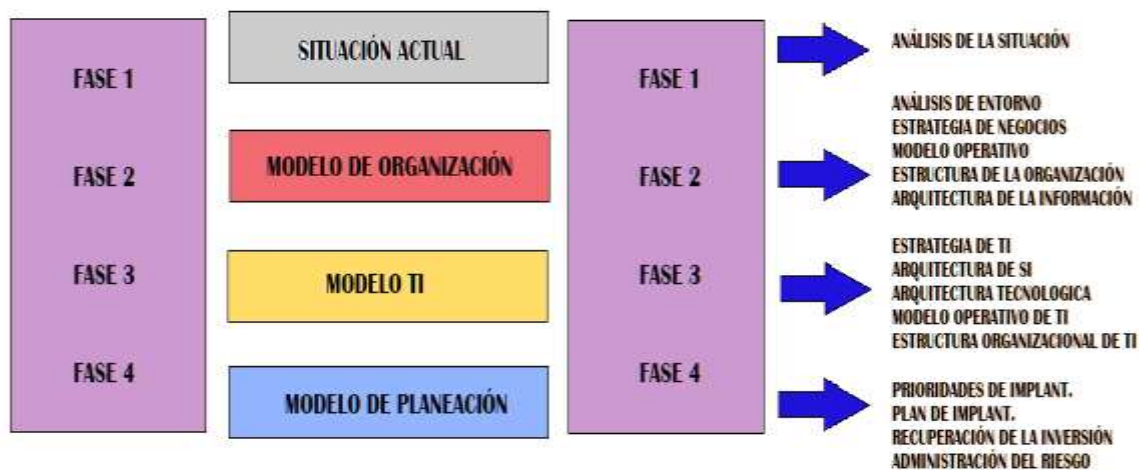 FASE 1
FASE 2
FASE 3
FASE 4
SITUACIÓN ACTUAL
MODELO DE ORGANIZACIÓN
MODELO TI
MODELO DE PLANEACIÓN
FASE 1
FASE 2
FASE 3
FASE 4
ANÁLISIS DE LA SITUACIÓN
ANÁLISIS DE ENTORNO
ESTRATEGIA DE NEGOCIOS
MODELO OPERATIVO
ESTRUCTURA DE LA ORGANIZACIÓN
ARQUITECTURA DE LA INFORMACIÓN
ESTRATEGIA DE TI
ARQUITECTURA DE SI
ARQUITECTURA TECNOLOGICA
MODELO OPERATIVO DE TI
ESTRUCTURA ORGANIZACIONAL DE TI
PRIORIDADES DE IMPLANT.
PLAN DE IMPLANT.
RECUPERACIÓN DE LA INVERSIÓN
ADMINISTRACIÓN DEL RIESGO